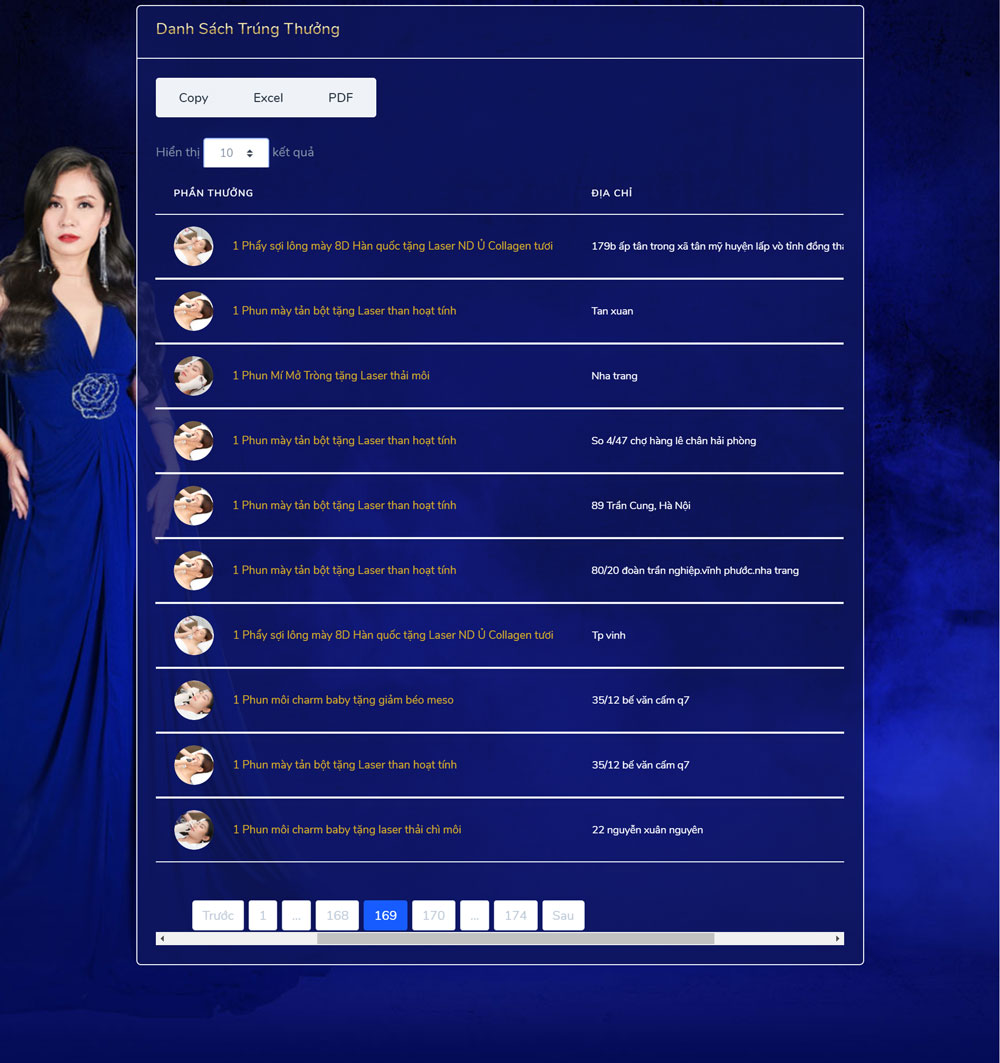 Danh Sách Trúng Thưởng
Copy Excel PDF
Hiển thị 10 kết quả
PHẦN THƯỞNG ĐỊA CHỈ
1 Phẩy sợi lông mày 8D Hàn quốc tặng Laser ND Ủ Collagen tươi 179b ấp tân trong xã tân mỹ huyện lấp vò tỉnh đồng
1 Phun mày tản bột tặng Laser than hoạt tính Tan xuan
1 Phun Mí Mở Tròng tặng Laser thải môi Nha trang
1 Phun mày tản bột tặng Laser than hoạt tính So 4/47 chợ hàng lê chân hải phòng
1 Phun mày tản bột tặng Laser than hoạt tính 89 Trần Cung, Hà Nội
1 Phun mày tản bột tặng Laser than hoạt tính 80/20 đoàn trần nghiệp.vĩnh phước.nha trang
1 Phẩy sợi lông mày 8D Hàn quốc tặng Laser ND Ủ Collagen tươi Tp vinh
1 Phun môi charm baby tặng giảm béo meso 35/12 bế văn cấm q7
1 Phun mày tản bột tặng Laser than hoạt tính 35/12 bế văn cấm q7
1 Phun môi charm baby tặng laser thải chì môi 22 nguyễn xuân nguyên
Trước 1 ... 168 169 170 ... 174 Sau